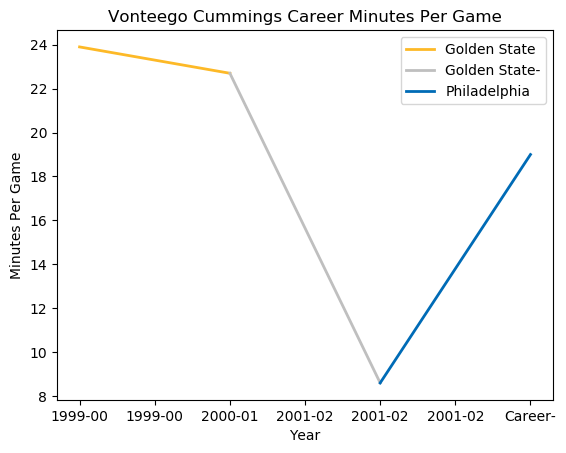 Vonteego Cummings Career Minutes Per Game
Golden State
Golden State-
Philadelphia
24
22
20
18
16
14
12
10
8
Minutes Per Game
1999-00 1999-00 2000-01 2001-02 2001-02 2001-02 Career-
Year